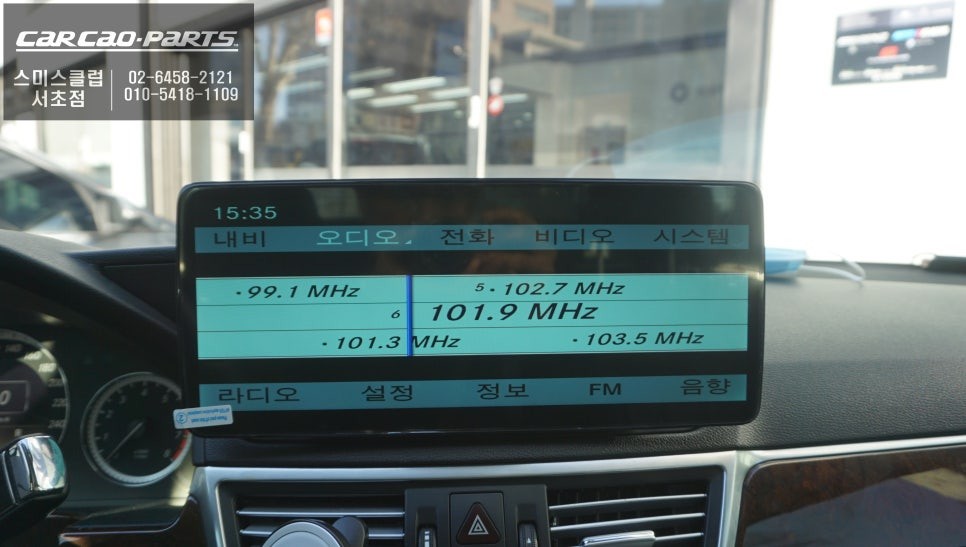 CARCAO-PARTS
스미스클럽 서초점
02-6458-2121
010-5418-1109
15:35
내비 오디오 전화 비디오 시스템
99.1 MHz 5 102.7 MHz
6 101.9 MHz
101.3 MHz 103.5 MHz
라디오 설정 정보 FM 음향